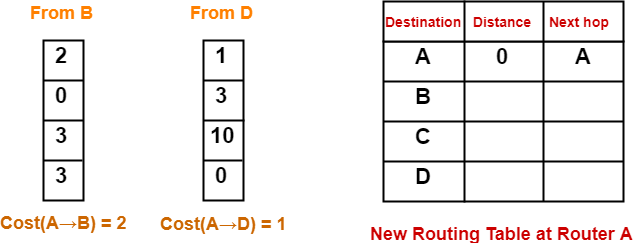 From B
2
0
3
3
Cost(A→B) = 2
From D
1
3
10
0
Cost(A→D) = 1
Destination Distance Next hop
A 0 A
B
C
D
New Routing Table at Router A